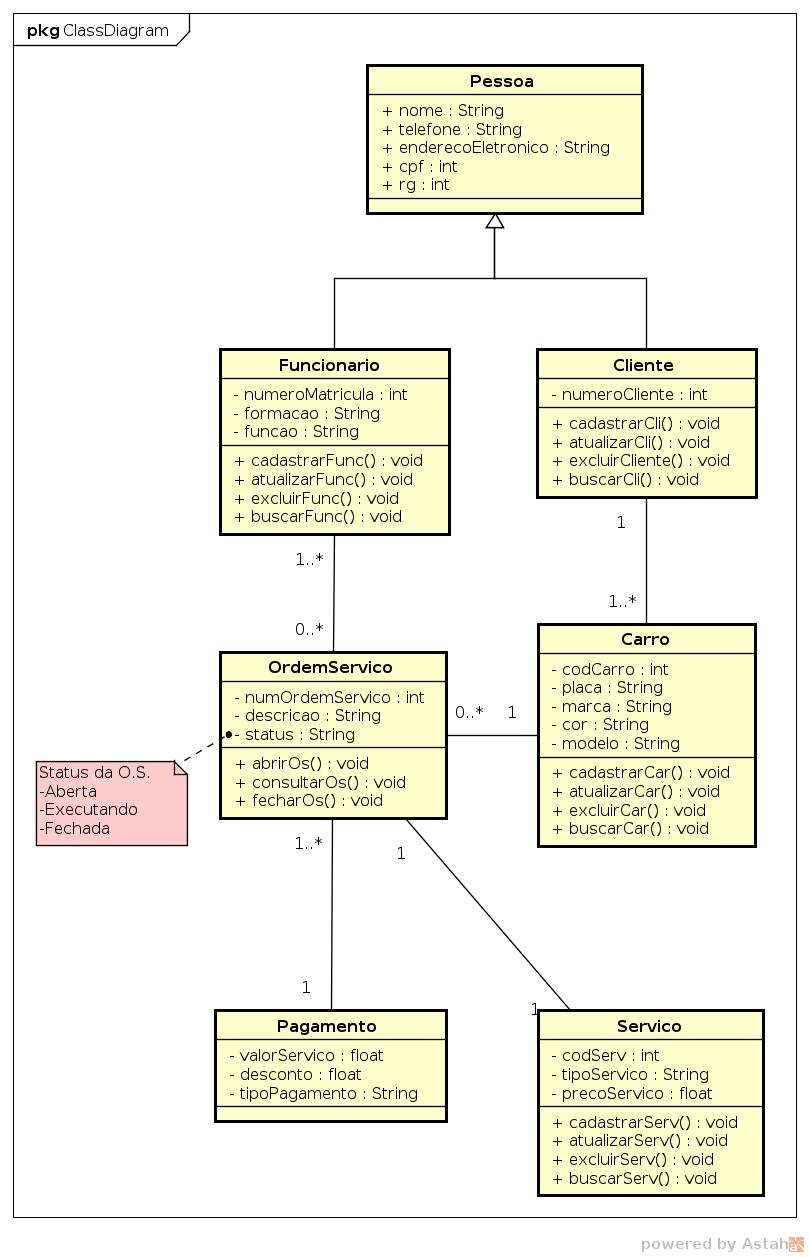 pkg ClassDiagram
Pessoa
+ nome : String
+ telefone : String
+ enderecoEletronico : String
+ cpf : int
+ rg : int
Funcionario
- numeroMatricula : int
- formacao : String
- funcao : String
+ cadastrarFunc() : void
+ atualizarFunc() : void
+ excluirFunc() : void
+ buscarFunc() : void
Cliente
- numeroCliente : int
+ cadastrarCli() : void
+ atualizarCli() : void
+ excluirCliente() : void
+ buscarCli() : void
1..*
0..*
1
1..*
OrdemServico
- numOrdemServico : int
- descricao : String
- status : String
+ abrirOs() : void
+ consultarOs() : void
+ fecharOs() : void
0..* 1
Carro
- codCarro : int
- placa : String
- marca : String
- cor : String
- modelo : String
+ cadastrarCar() : void
+ atualizarCar() : void
+ excluirCar() : void
+ buscarCar() : void
Status da O.S.
-Aberta
-Executando
-Fechada
1..*
1
1
1
Pagamento
- valorServico : float
- desconto : float
- tipoPagamento : String
Servico
- codServ : int
- tipoServico : String
- precoServico : float
+ cadastrarServ() : void
+ atualizarServ() : void
+ excluirServ() : void
+ buscarServ() : void
powered by Astah